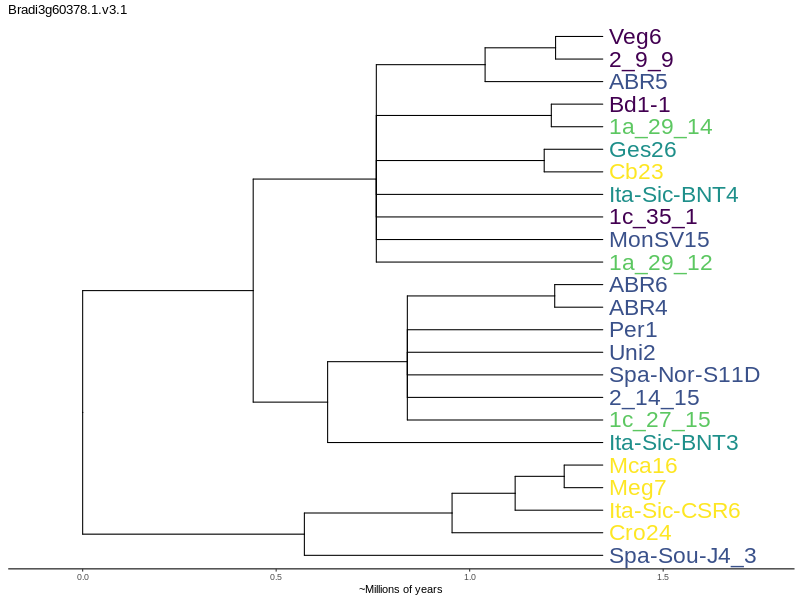 Bradi3g60378.1.v3.1
Veg6
2_9_9
ABR5
Bd1-1
1a_29_14
Ges26
Cb23
Ita-Sic-BNT4
1c_35_1
MonSV15
1a_29_12
ABR6
ABR4
Per1
Uni2
Spa-Nor-S11D
2_14_15
1c_27_15
Ita-Sic-BNT3
Mca16
Meg7
Ita-Sic-CSR6
Cro24
Spa-Sou-J4_3
0.0 0.5 1.0 1.5
~Millions of years